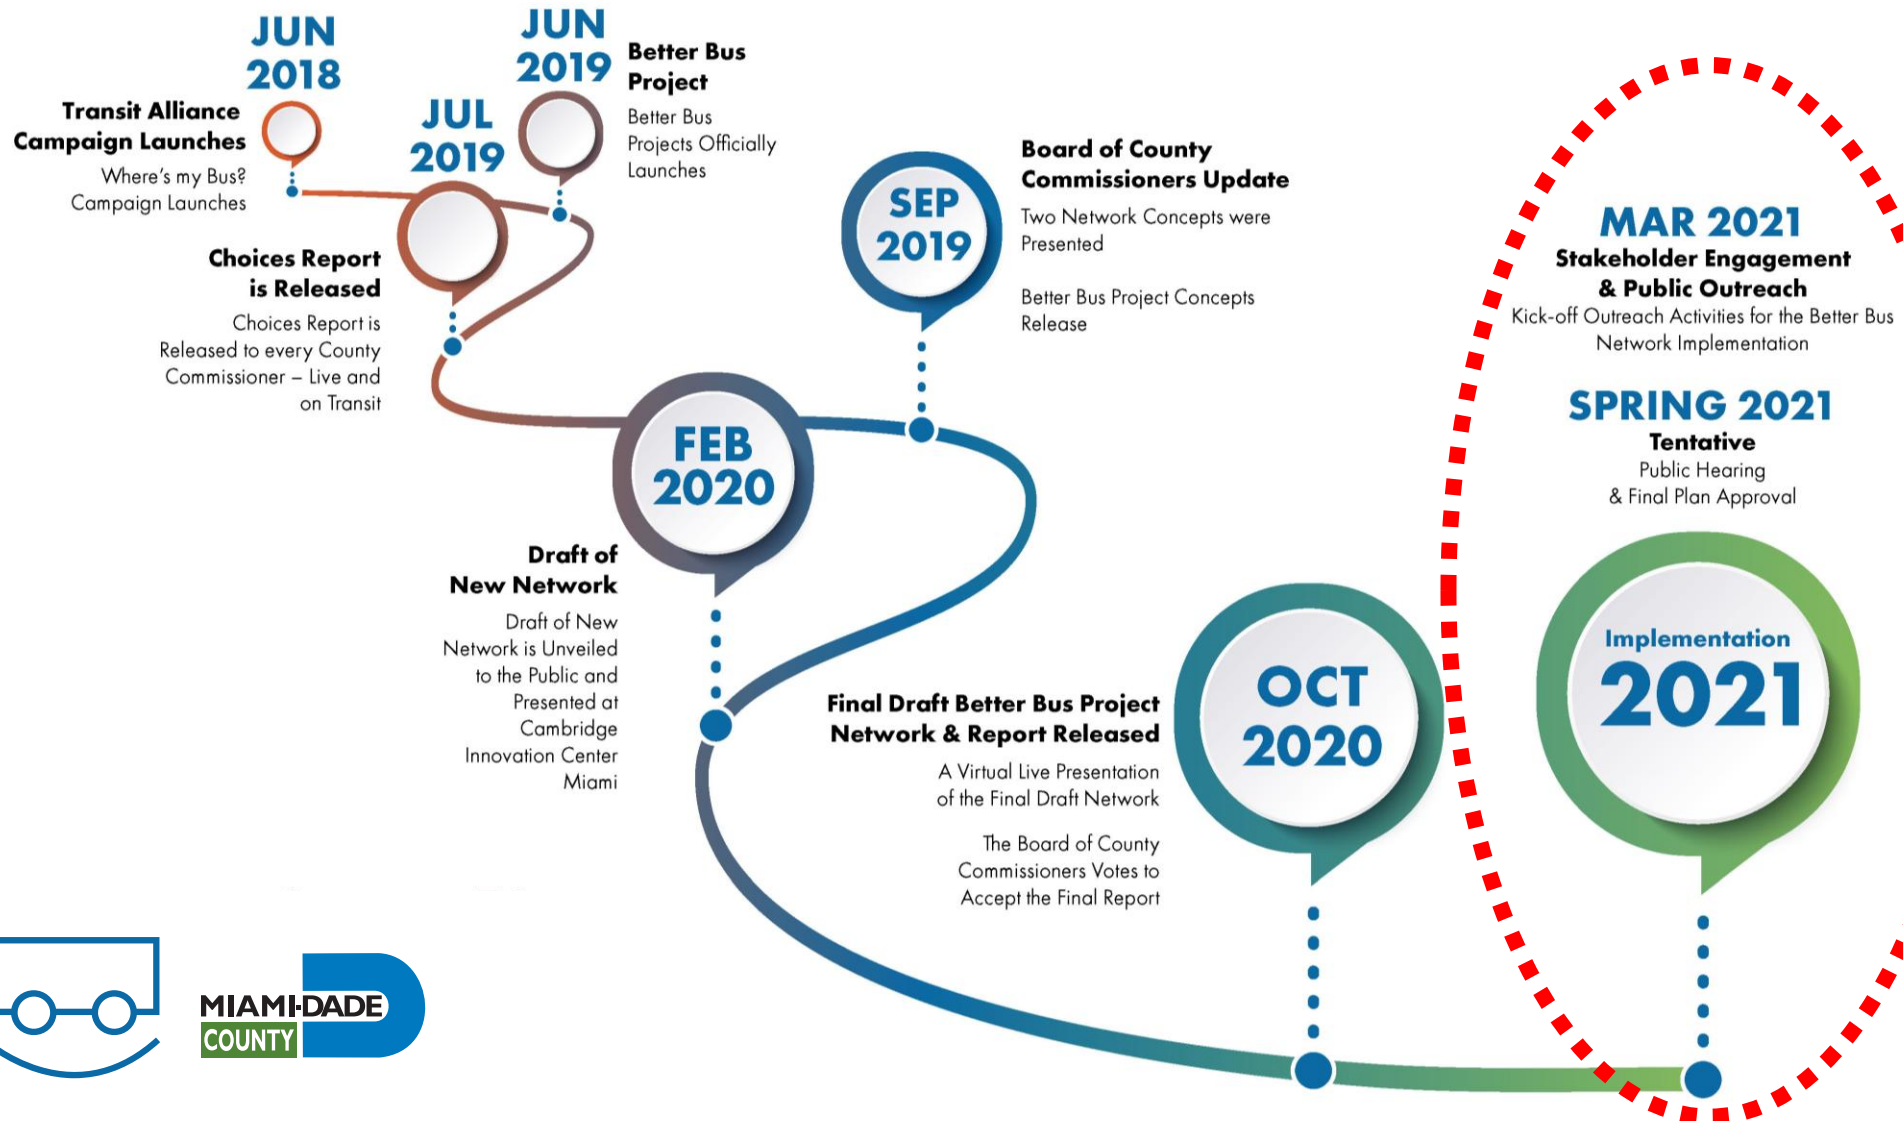 JUN
2018
Transit Alliance
Campaign Launches
Where's my Bus?
Campaign Launches
JUN
2019
Better Bus
Project
Better Bus
Projects Officially
Launches
JUL
2019
Choices Report
is Released
Choices Report is
Released to every County
Commissioner – Live and
on Transit
SEP
2019
Board of County
Commissioners Update
Two Network Concepts were
Presented
Better Bus Project Concepts
Release
FEB
2020
Draft of
New Network
Draft of New
Network is Unveiled
to the Public and
Presented at
Cambridge
Innovation Center
Miami
OCT
2020
Final Draft Better Bus Project
Network & Report Released
A Virtual Live Presentation
of the Final Draft Network
The Board of County
Commissioners Votes to
Accept the Final Report
MAR 2021
Stakeholder Engagement
& Public Outreach
Kick-off Outreach Activities for the Better Bus
Network Implementation
SPRING 2021
Tentative
Public Hearing
& Final Plan Approval
Implementation
2021
MIAMI-DADE
COUNTY